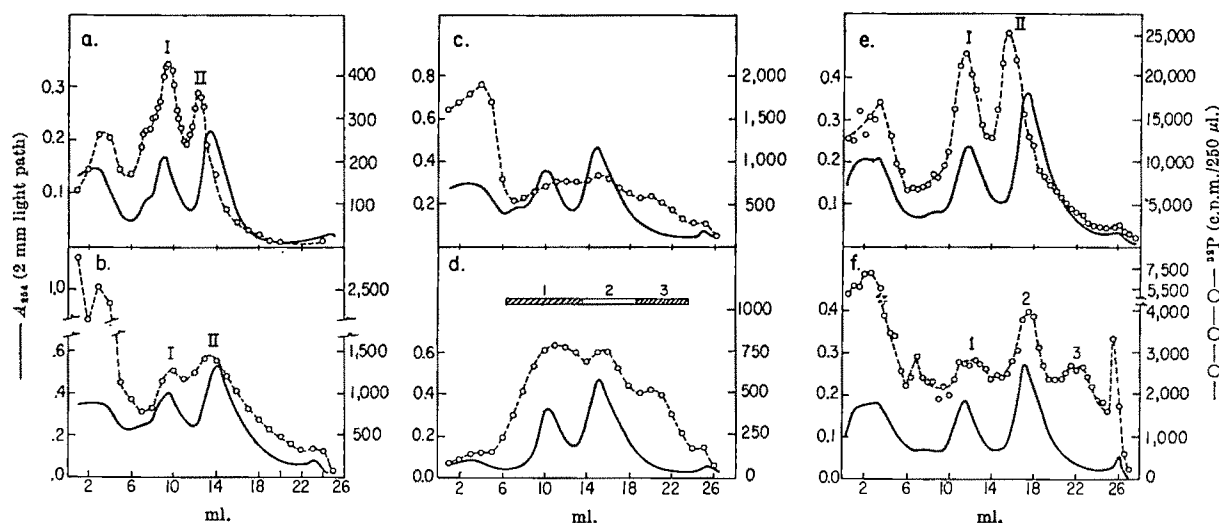 A₂₅₄ (2 mm light path)
a.
I
II
0.3
0.2
0.1
400
300
200
100
b.
I
II
1,0
.6
.4
0.2
.0
2,500
1,500
1,000
500
2 6 10 14 18 22 26
ml.
c.
0.8
0.6
0.4
0.2
2,000
1,500
1,000
500
d.
1 2 3
0.6
0.4
0.2
0.0
1000
750
500
250
0
2 6 10 14 18 22 26
ml.
e.
I
II
0.4
0.3
0.2
0.1
25,000
20,000
15,000
10,000
5,000
f.
1
2
3
0.4
0.3
0.2
0.1
0.0
7,500
5,500
4,000
3,000
2,000
1,000
0
2 6 10 14 18 22 26
ml.
³²P (c.p.m./250 µl.)